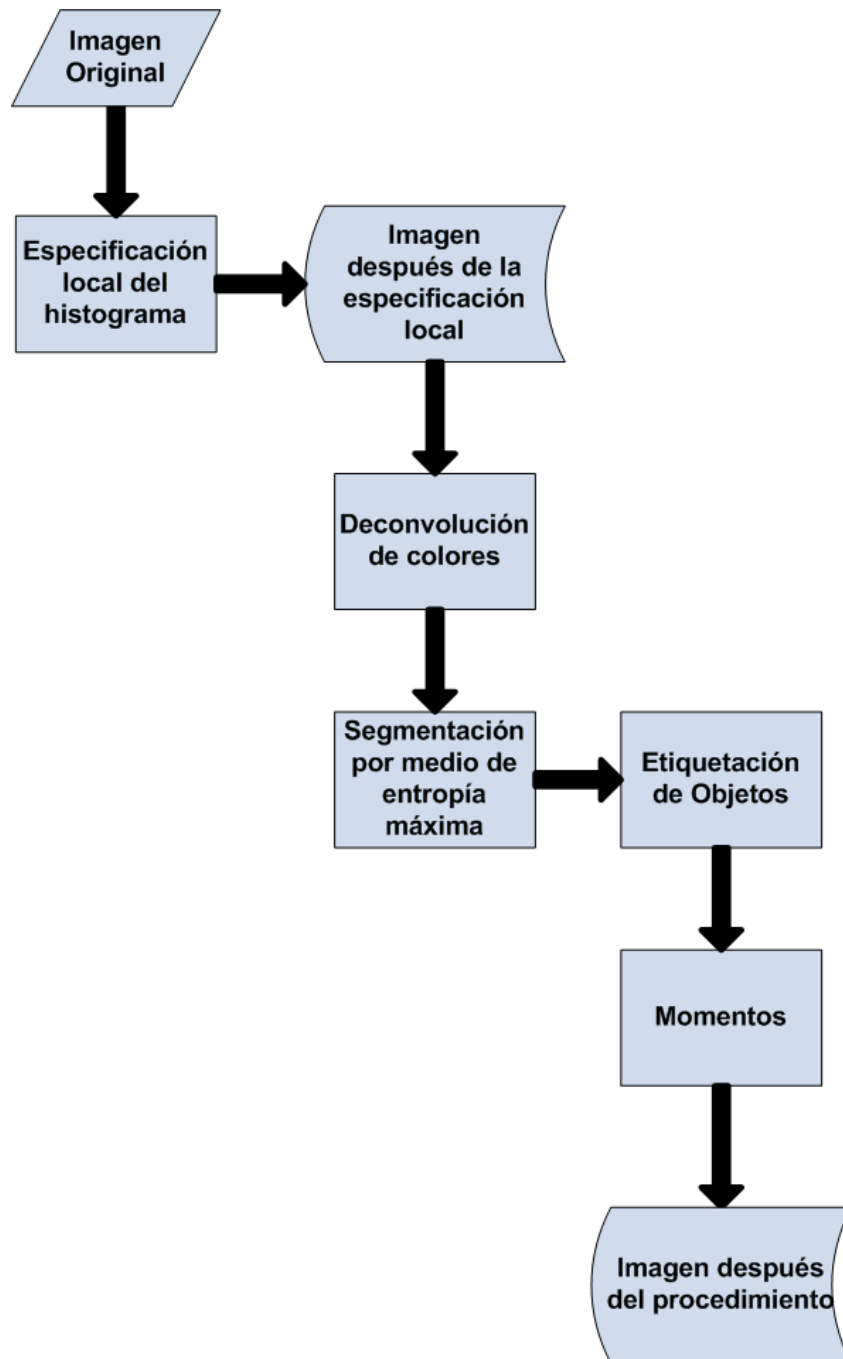 Imagen
Original
Especificación
local del
histograma
Imagen
después de la
especificación
local
Deconvolución
de colores
Segmentación
por medio de
entropía
máxima
Etiquetación
de Objetos
Momentos
Imagen después
del procedimiento